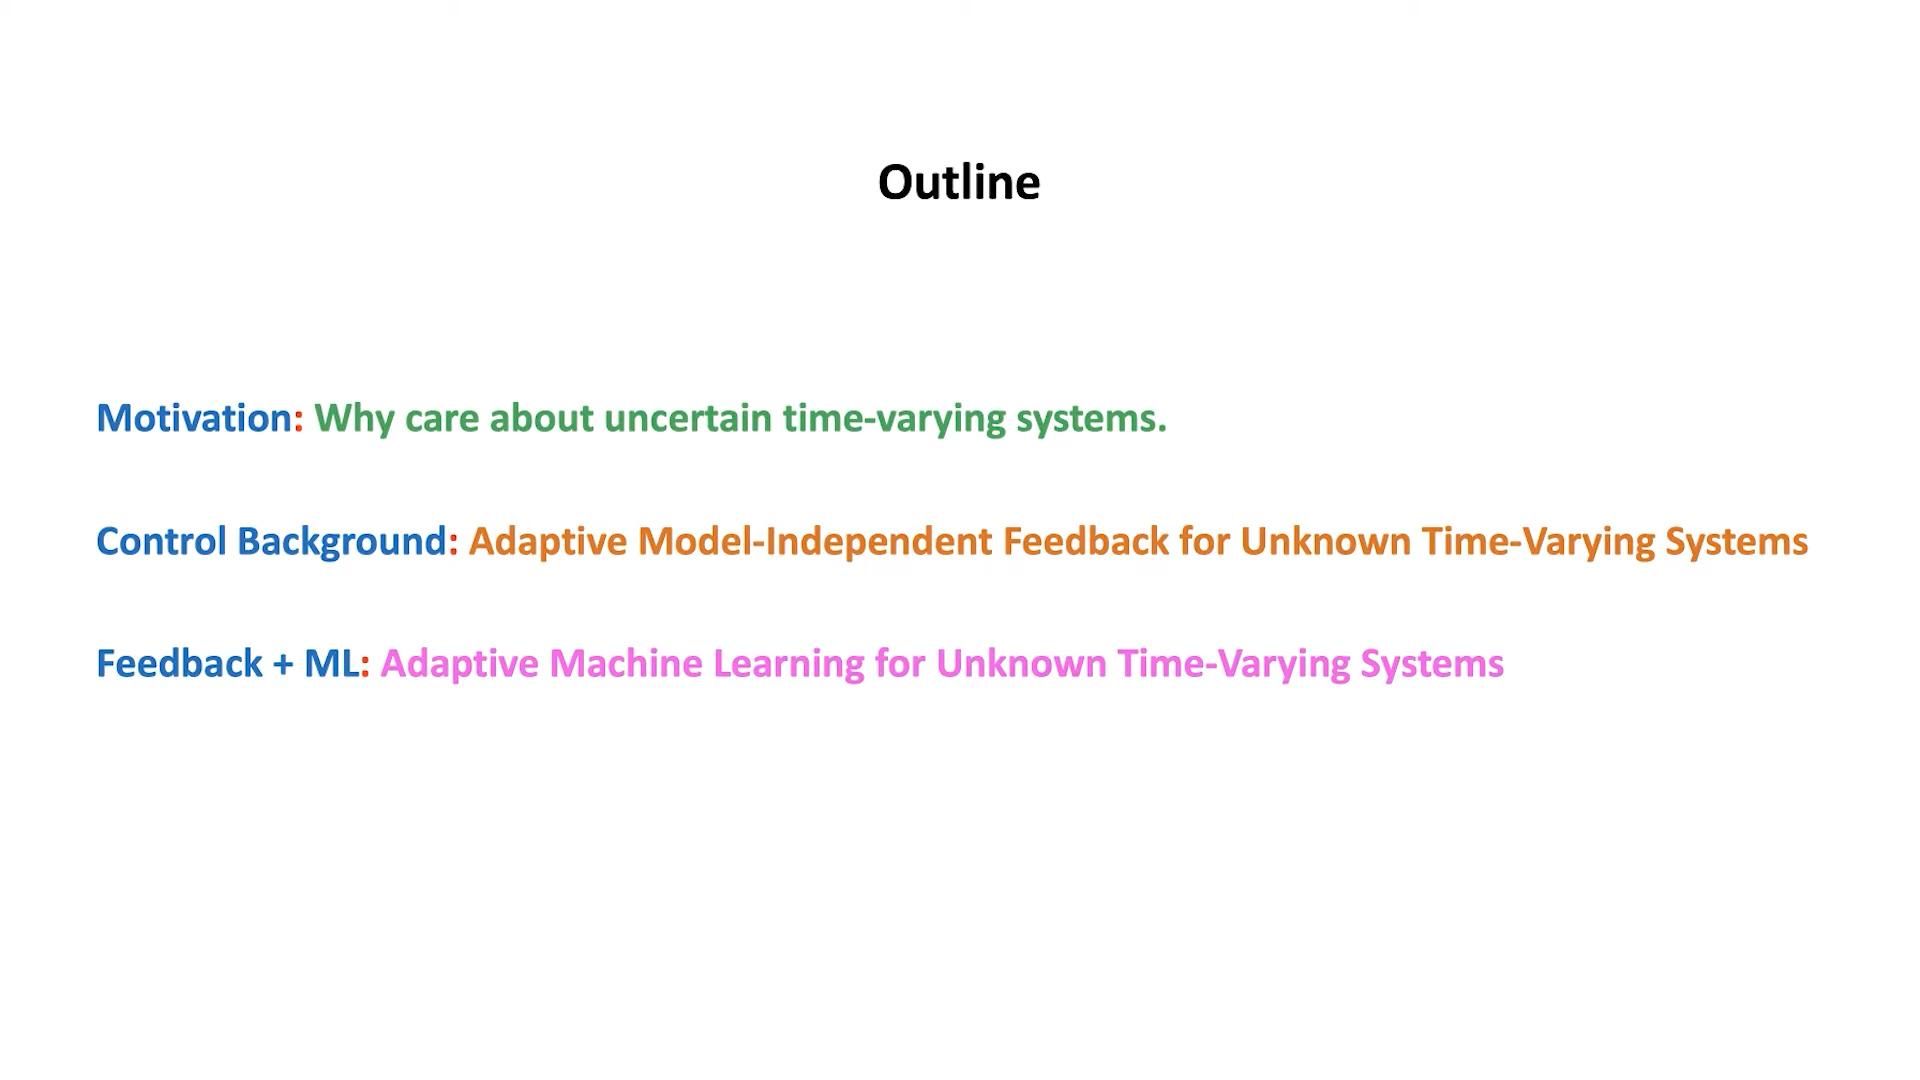 Outline
Motivation: Why care about uncertain time-varying systems.
Control Background: Adaptive Model-Independent Feedback for Unknown Time-Varying Systems
Feedback + ML: Adaptive Machine Learning for Unknown Time-Varying Systems